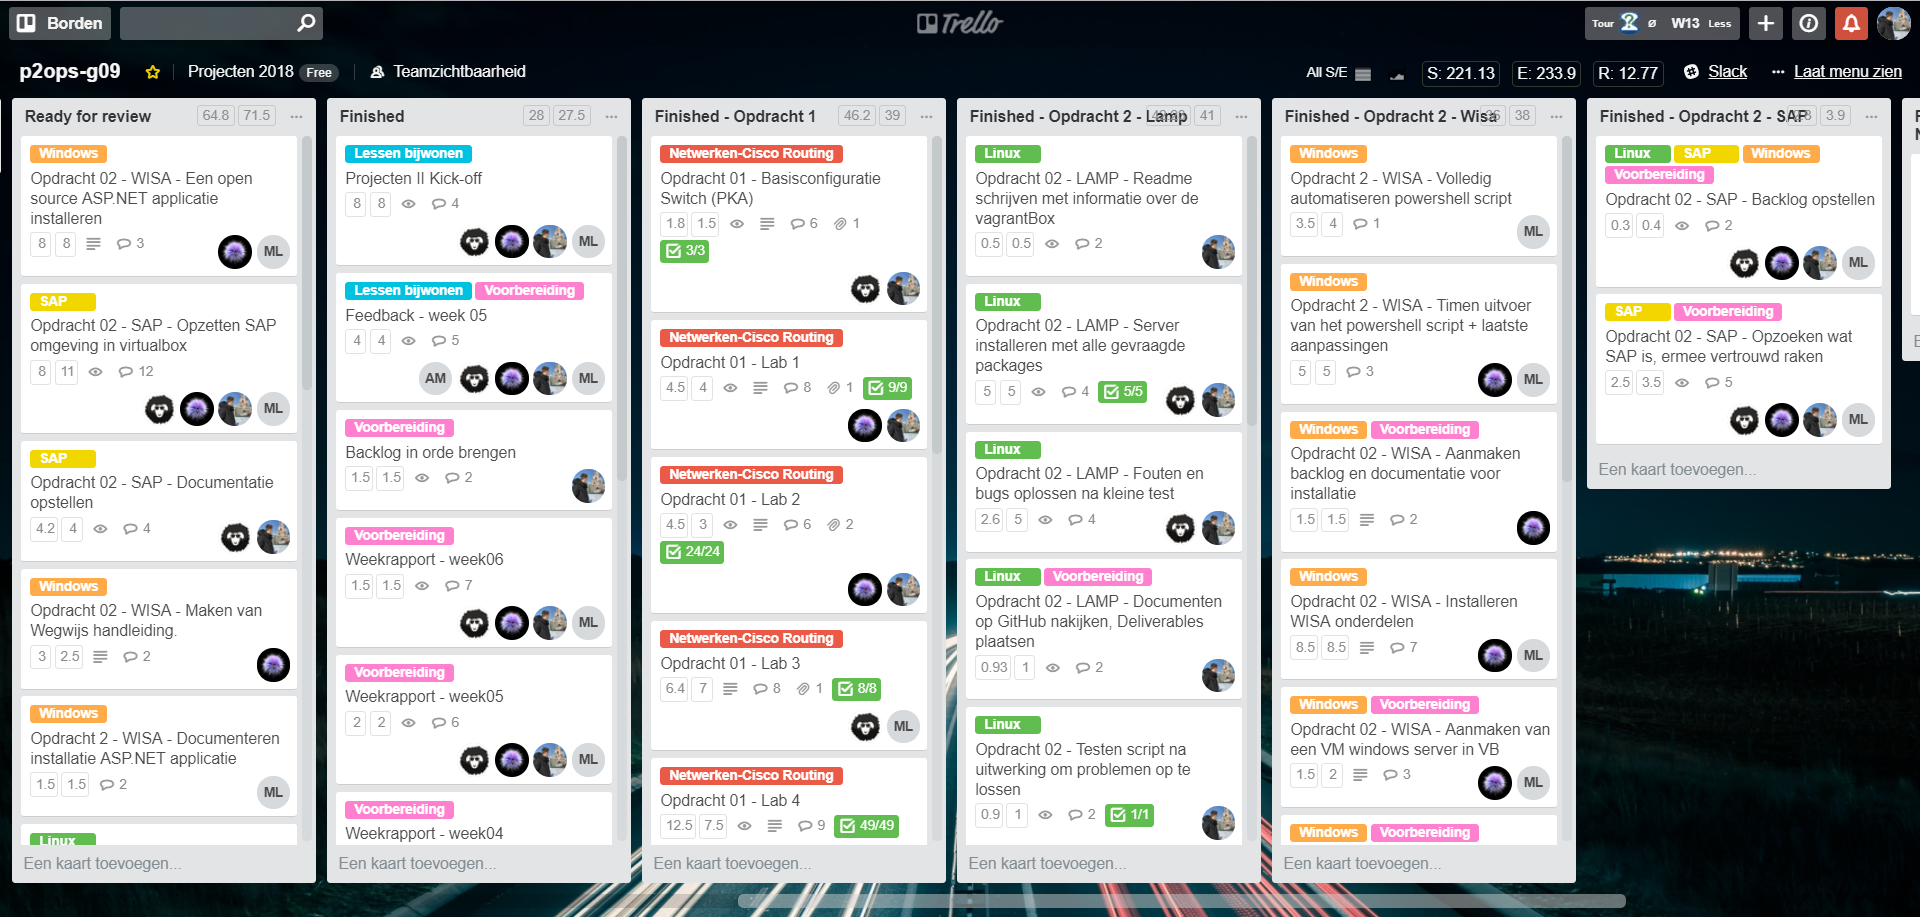 Borden
Trello
Tour Ø W13 Less
p2ops-g09 Projecten 2018 Free Teamzichtbaarheid
All S/E S: 221.13 E: 233.9 R: 12.77 Slack Laat menu zien
Ready for review 64.8 71.5
Windows
Opdracht 02 - WISA - Een open
source ASP.NET applicatie
installeren
8 8 3
ML
SAP
Opdracht 02 - SAP - Opzetten SAP
omgeving in virtualbox
8 11 12
ML
SAP
Opdracht 02 - SAP - Documentatie
opstellen
4.2 4 4
Windows
Opdracht 02 - WISA - Maken van
Wegwijs handleiding.
3 2.5 2
Windows
Opdracht 2 - WISA - Documenteren
installatie ASP.NET applicatie
1.5 1.5 2
ML
Linux
Een kaart toevoegen...
Finished 28 27.5
Lessen bijwonen
Projecten II Kick-off
8 8 4
ML
Lessen bijwonen Voorbereiding
Feedback - week 05
4 4 5
AM ML
Voorbereiding
Backlog in orde brengen
1.5 1.5 2
Voorbereiding
Weekrapport - week06
1.5 1.5 7
ML
Voorbereiding
Weekrapport - week05
2 2 6
ML
Voorbereiding
Weekrapport - week04
Een kaart toevoegen...
Finished - Opdracht 1 46.2 39
Netwerken-Cisco Routing
Opdracht 01 - Basisconfiguratie
Switch (PKA)
1.8 1.5 6 1
3/3
Netwerken-Cisco Routing
Opdracht 01 - Lab 1
4.5 4 8 1 9/9
Netwerken-Cisco Routing
Opdracht 01 - Lab 2
4.5 3 6 2
24/24
Netwerken-Cisco Routing
Opdracht 01 - Lab 3
6.4 7 8 1 8/8
ML
Netwerken-Cisco Routing
Opdracht 01 - Lab 4
12.5 7.5 9 49/49
Een kaart toevoegen...
Finished - Opdracht 2 - Lamp 41
Linux
Opdracht 02 - LAMP - Readme
schrijven met informatie over de
vagrantBox
0.5 0.5 2
Linux
Opdracht 02 - LAMP - Server
installeren met alle gevraagde
packages
5 5 4 5/5
Linux
Opdracht 02 - LAMP - Fouten en
bugs oplossen na kleine test
2.6 5 4
Linux Voorbereiding
Opdracht 02 - LAMP - Documenten
op GitHub nakijken, Deliverables
plaatsen
0.93 1 2
Linux
Opdracht 02 - Testen script na
uitwerking om problemen op te
lossen
0.9 1 2 1/1
Een kaart toevoegen...
Finished - Opdracht 2 - Wisa 38
Windows
Opdracht 2 - WISA - Volledig
automatiseren powershell script
3.5 4 1
ML
Windows
Opdracht 2 - WISA - Timen uitvoer
van het powershell script + laatste
aanpassingen
5 5 3
ML
Windows Voorbereiding
Opdracht 02 - WISA - Aanmaken
backlog en documentatie voor
installatie
1.5 1.5 2
Windows
Opdracht 02 - WISA - Installeren
WISA onderdelen
8.5 8.5 7
ML
Windows Voorbereiding
Opdracht 02 - WISA - Aanmaken van
een VM windows server in VB
1.5 2 3
ML
Windows Voorbereiding
Een kaart toevoegen...
Finished - Opdracht 2 - SAP 3.9
Linux SAP Windows
Voorbereiding
Opdracht 02 - SAP - Backlog opstellen
0.3 0.4 2
ML
SAP Voorbereiding
Opdracht 02 - SAP - Opzoeken wat
SAP is, ermee vertrouwd raken
2.5 3.5 5
ML
Een kaart toevoegen...